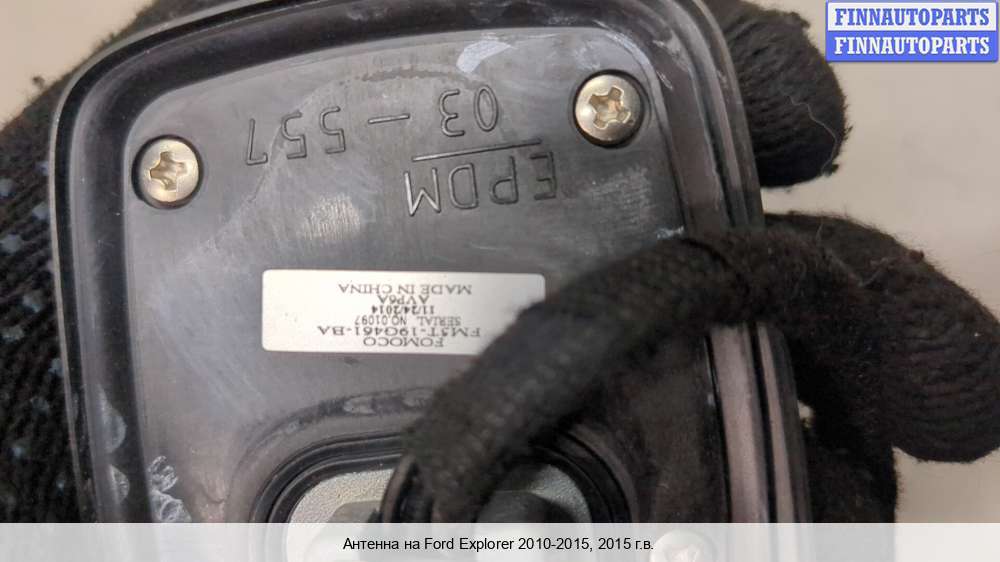 FINNAUTOPARTS
FINNAUTOPARTS
EPDM
03-557
FOMOCO
FM5T-19G461-BA
SERIAL NO.01097
11/24/2014
AVP6A
MADE IN CHINA
Антенна на Ford Explorer 2010-2015, 2015 г.в.